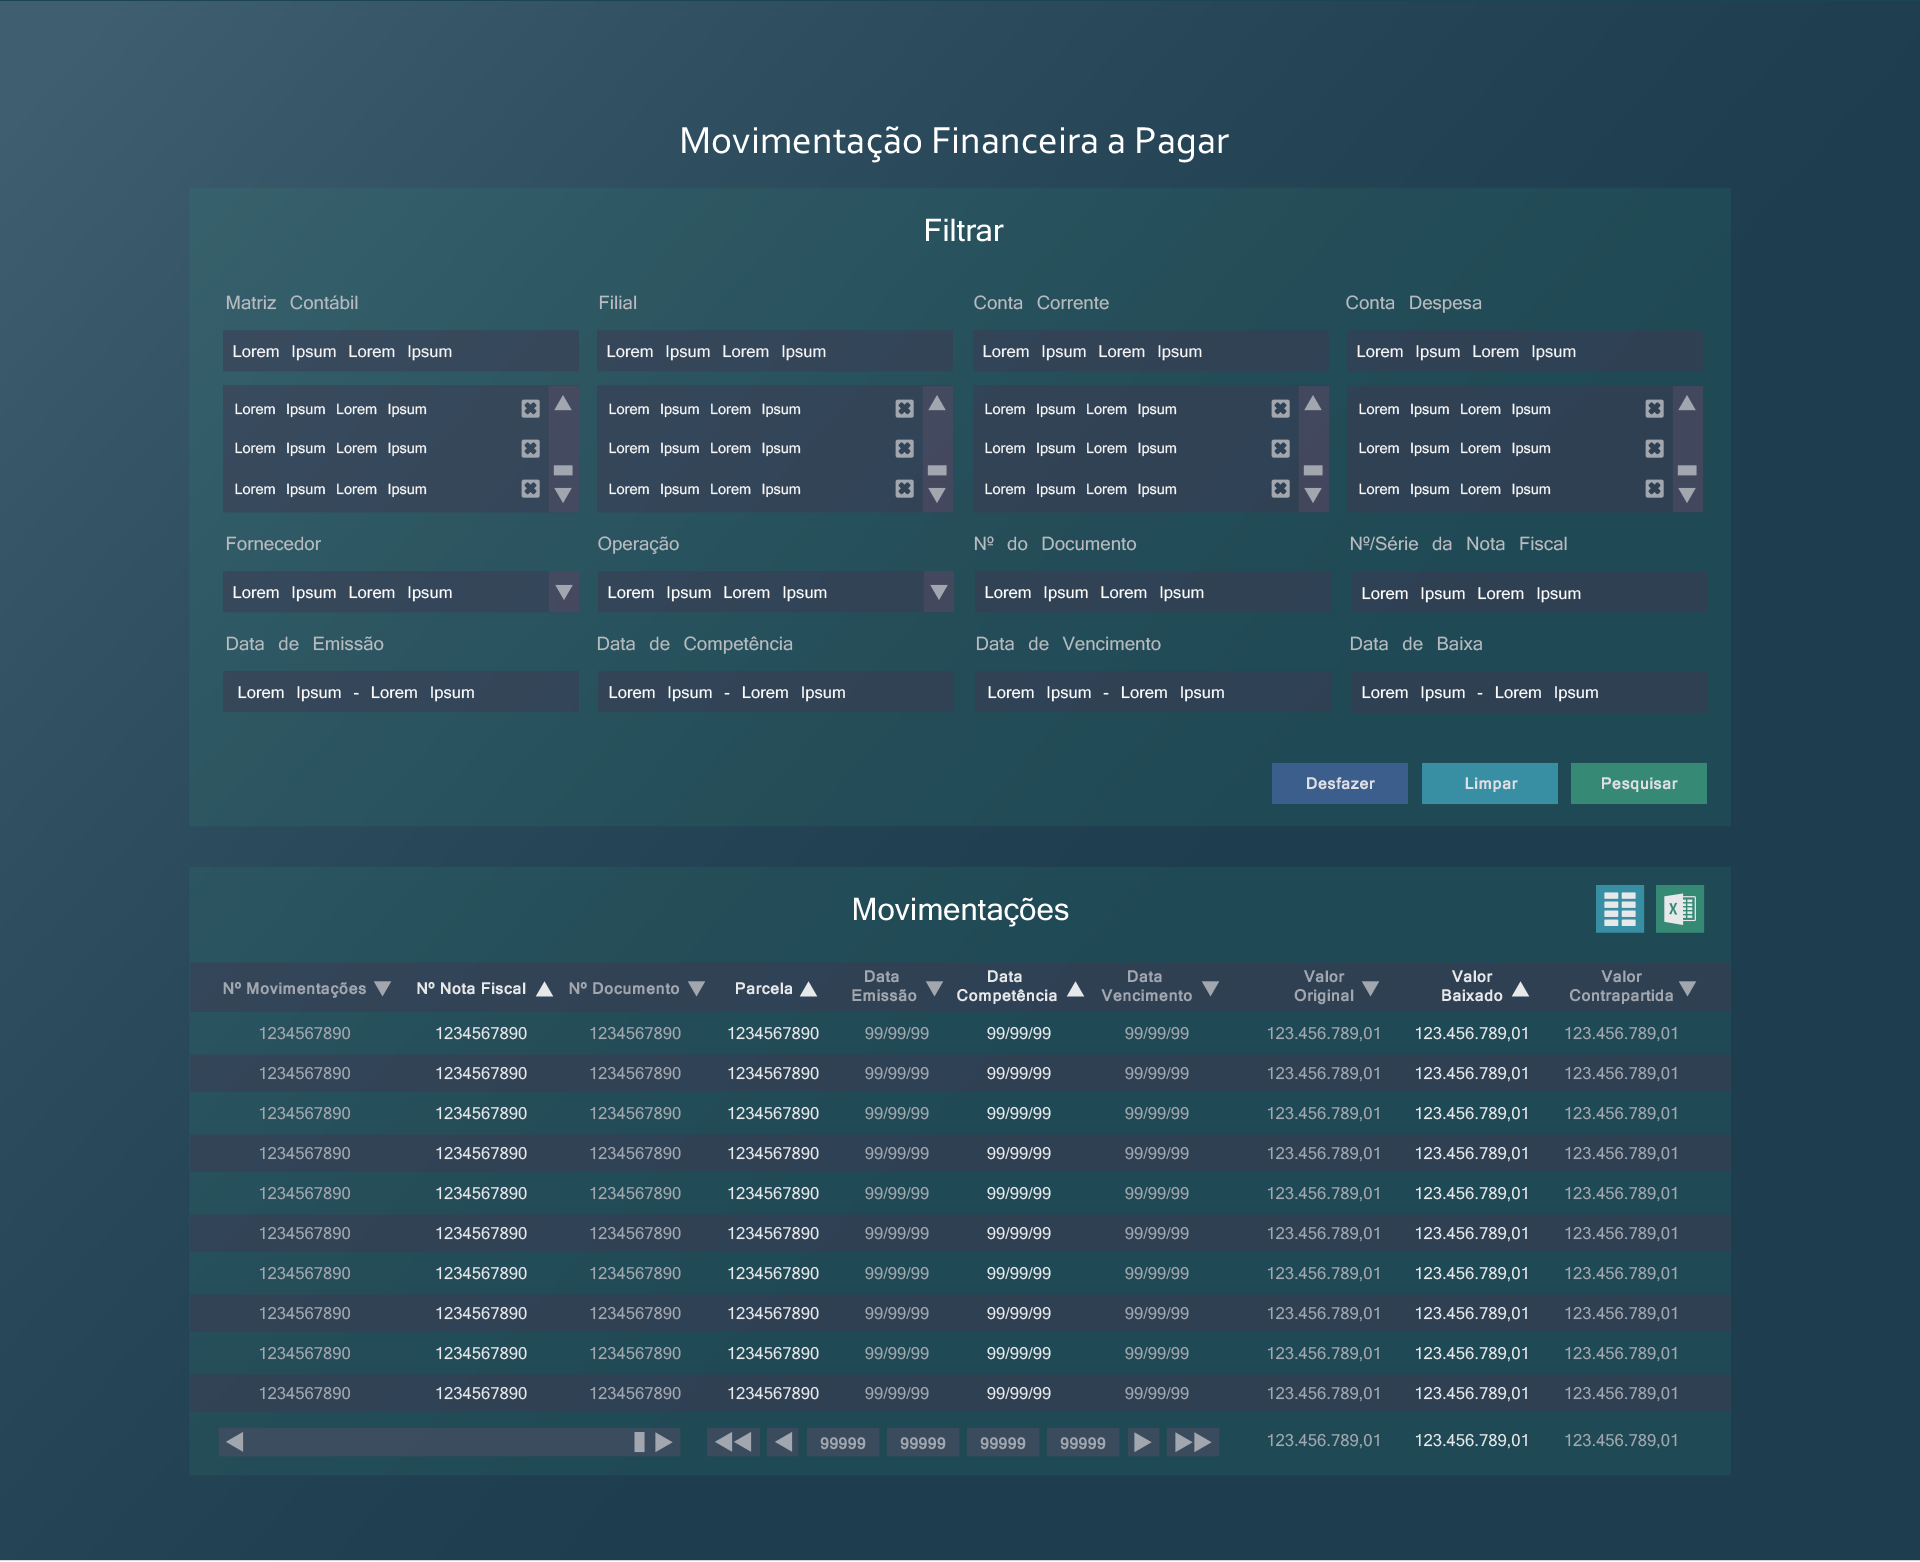 Movimentação Financeira a Pagar
Filtrar
Matriz Contábil Filial Conta Corrente Conta Despesa
Lorem Ipsum Lorem Ipsum Lorem Ipsum Lorem Ipsum Lorem Ipsum Lorem Ipsum Lorem Ipsum Lorem Ipsum
Lorem Ipsum Lorem Ipsum Lorem Ipsum Lorem Ipsum Lorem Ipsum Lorem Ipsum Lorem Ipsum Lorem Ipsum
Lorem Ipsum Lorem Ipsum Lorem Ipsum Lorem Ipsum Lorem Ipsum Lorem Ipsum Lorem Ipsum Lorem Ipsum
Lorem Ipsum Lorem Ipsum Lorem Ipsum Lorem Ipsum Lorem Ipsum Lorem Ipsum Lorem Ipsum Lorem Ipsum
Fornecedor Operação Nº do Documento Nº/Série da Nota Fiscal
Lorem Ipsum Lorem Ipsum Lorem Ipsum Lorem Ipsum Lorem Ipsum Lorem Ipsum Lorem Ipsum Lorem Ipsum
Data de Emissão Data de Competência Data de Vencimento Data de Baixa
Lorem Ipsum - Lorem Ipsum Lorem Ipsum - Lorem Ipsum Lorem Ipsum - Lorem Ipsum Lorem Ipsum - Lorem Ipsum
Desfazer Limpar Pesquisar
Movimentações X
Nº Movimentações Nº Nota Fiscal Nº Documento Parcela Data Emissão Data Competência Data Vencimento Valor Original Valor Baixado Valor Contrapartida
1234567890 1234567890 1234567890 1234567890 99/99/99 99/99/99 99/99/99 123.456.789,01 123.456.789,01 123.456.789,01
1234567890 1234567890 1234567890 1234567890 99/99/99 99/99/99 99/99/99 123.456.789,01 123.456.789,01 123.456.789,01
1234567890 1234567890 1234567890 1234567890 99/99/99 99/99/99 99/99/99 123.456.789,01 123.456.789,01 123.456.789,01
1234567890 1234567890 1234567890 1234567890 99/99/99 99/99/99 99/99/99 123.456.789,01 123.456.789,01 123.456.789,01
1234567890 1234567890 1234567890 1234567890 99/99/99 99/99/99 99/99/99 123.456.789,01 123.456.789,01 123.456.789,01
1234567890 1234567890 1234567890 1234567890 99/99/99 99/99/99 99/99/99 123.456.789,01 123.456.789,01 123.456.789,01
1234567890 1234567890 1234567890 1234567890 99/99/99 99/99/99 99/99/99 123.456.789,01 123.456.789,01 123.456.789,01
1234567890 1234567890 1234567890 1234567890 99/99/99 99/99/99 99/99/99 123.456.789,01 123.456.789,01 123.456.789,01
1234567890 1234567890 1234567890 1234567890 99/99/99 99/99/99 99/99/99 123.456.789,01 123.456.789,01 123.456.789,01
1234567890 1234567890 1234567890 1234567890 99/99/99 99/99/99 99/99/99 123.456.789,01 123.456.789,01 123.456.789,01
99999 99999 99999 99999 123.456.789,01 123.456.789,01 123.456.789,01